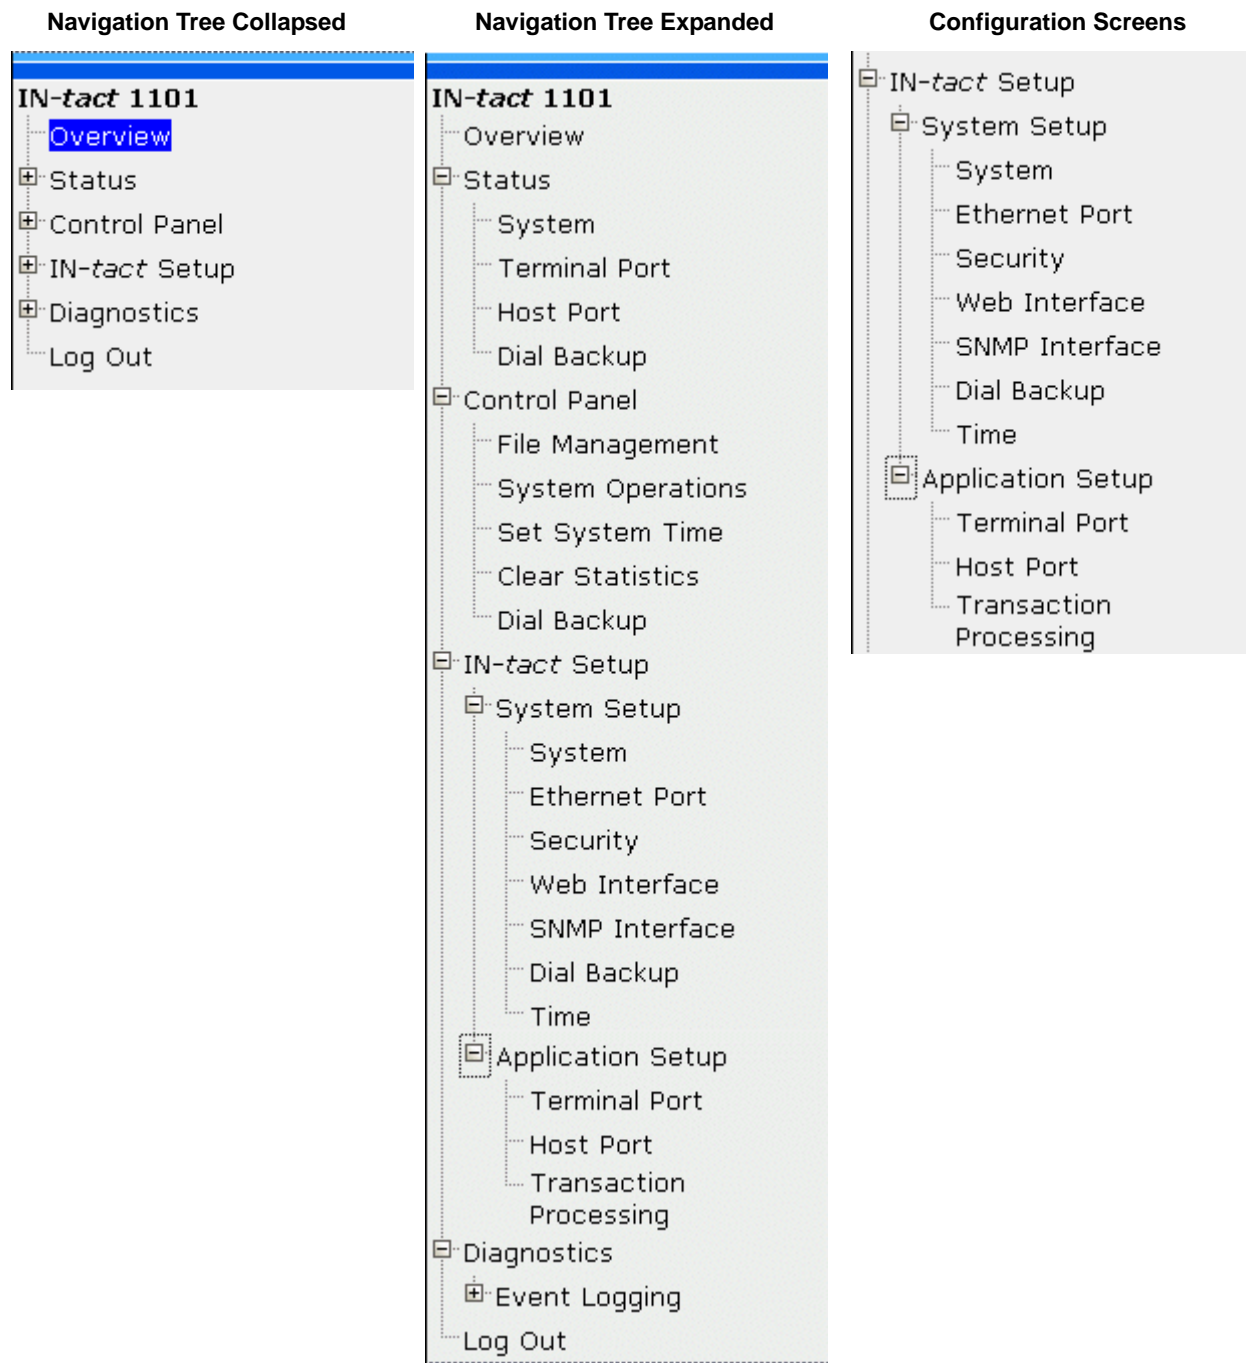 Navigation Tree Collapsed
IN-tact 1101
Overview
Status
Control Panel
IN-tact Setup
Diagnostics
Log Out
Navigation Tree Expanded
IN-tact 1101
Overview
Status
System
Terminal Port
Host Port
Dial Backup
Control Panel
File Management
System Operations
Set System Time
Clear Statistics
Dial Backup
IN-tact Setup
System Setup
System
Ethernet Port
Security
Web Interface
SNMP Interface
Dial Backup
Time
Application Setup
Terminal Port
Host Port
Transaction
Processing
Diagnostics
Event Logging
Log Out
Configuration Screens
IN-tact Setup
System Setup
System
Ethernet Port
Security
Web Interface
SNMP Interface
Dial Backup
Time
Application Setup
Terminal Port
Host Port
Transaction
Processing